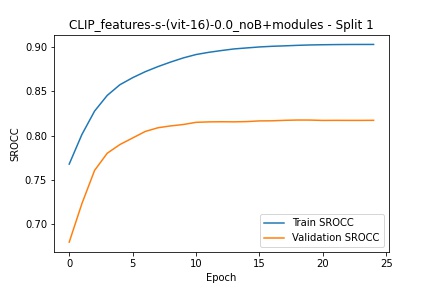 CLIP_features-s-(vit-16)-0.0_noB+modules - Split 1
0.90
0.85
0.80
0.75
0.70
SROCC
Train SROCC
Validation SROCC
0 5 10 15 20 25
Epoch